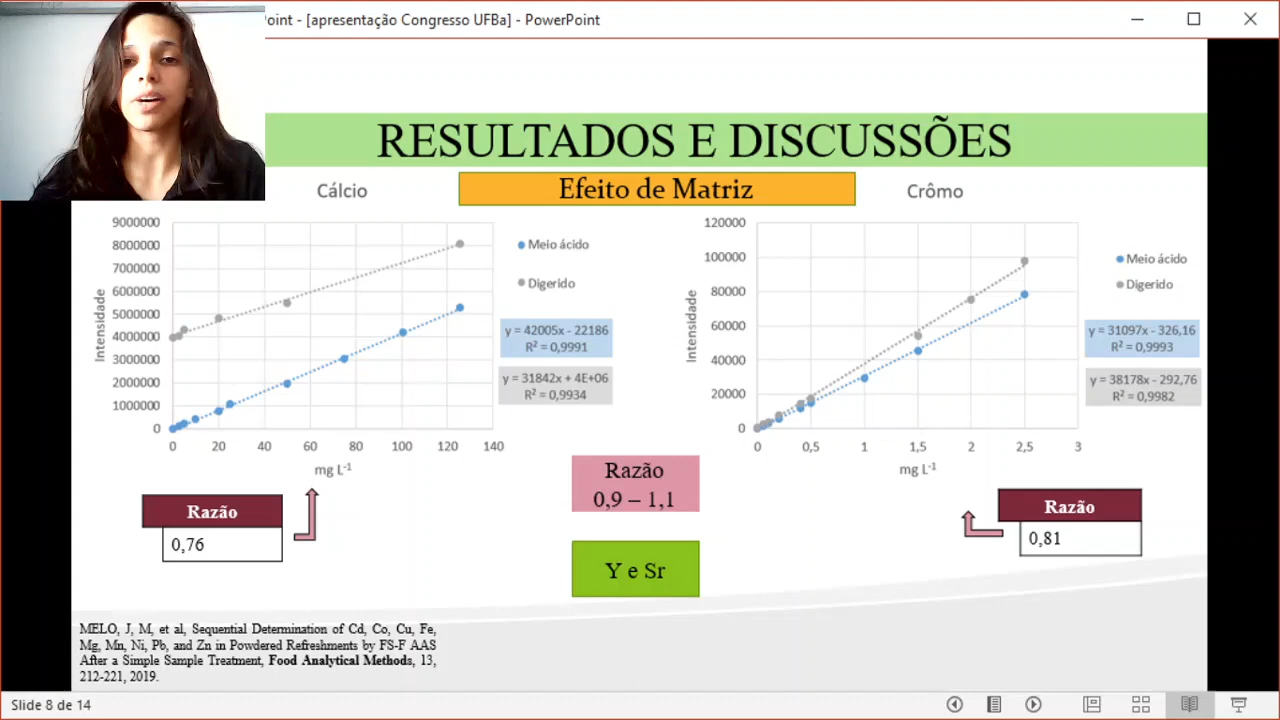 oint - [apresentação Congresso UFBa] - PowerPoint
RESULTADOS E DISCUSSÕES
Efeito de Matriz
Cálcio
9000000
8000000
7000000
6000000
5000000
4000000
3000000
2000000
1000000
0
Intensidade
0 20 40 60 80 100 120 140
mg L⁻¹
Meio ácido
Digerido
y = 42005x - 22186
R² = 0,9991
y = 31842x + 4E+06
R² = 0,9934
Crômo
120000
100000
80000
60000
40000
20000
0
Intensidade
0 0,5 1 1,5 2 2,5 3
mg L⁻¹
Meio ácido
Digerido
y = 31097x - 326,16
R² = 0,9993
y = 38178x - 292,76
R² = 0,9982
Razão
0,76
Razão
0,9 – 1,1
Y e Sr
Razão
0,81
MELO, J, M, et al, Sequential Determination of Cd, Co, Cu, Fe,
Mg, Mn, Ni, Pb, and Zn in Powdered Refreshments by FS-F AAS
After a Simple Sample Treatment, Food Analytical Methods, 13,
212-221, 2019.
Slide 8 de 14